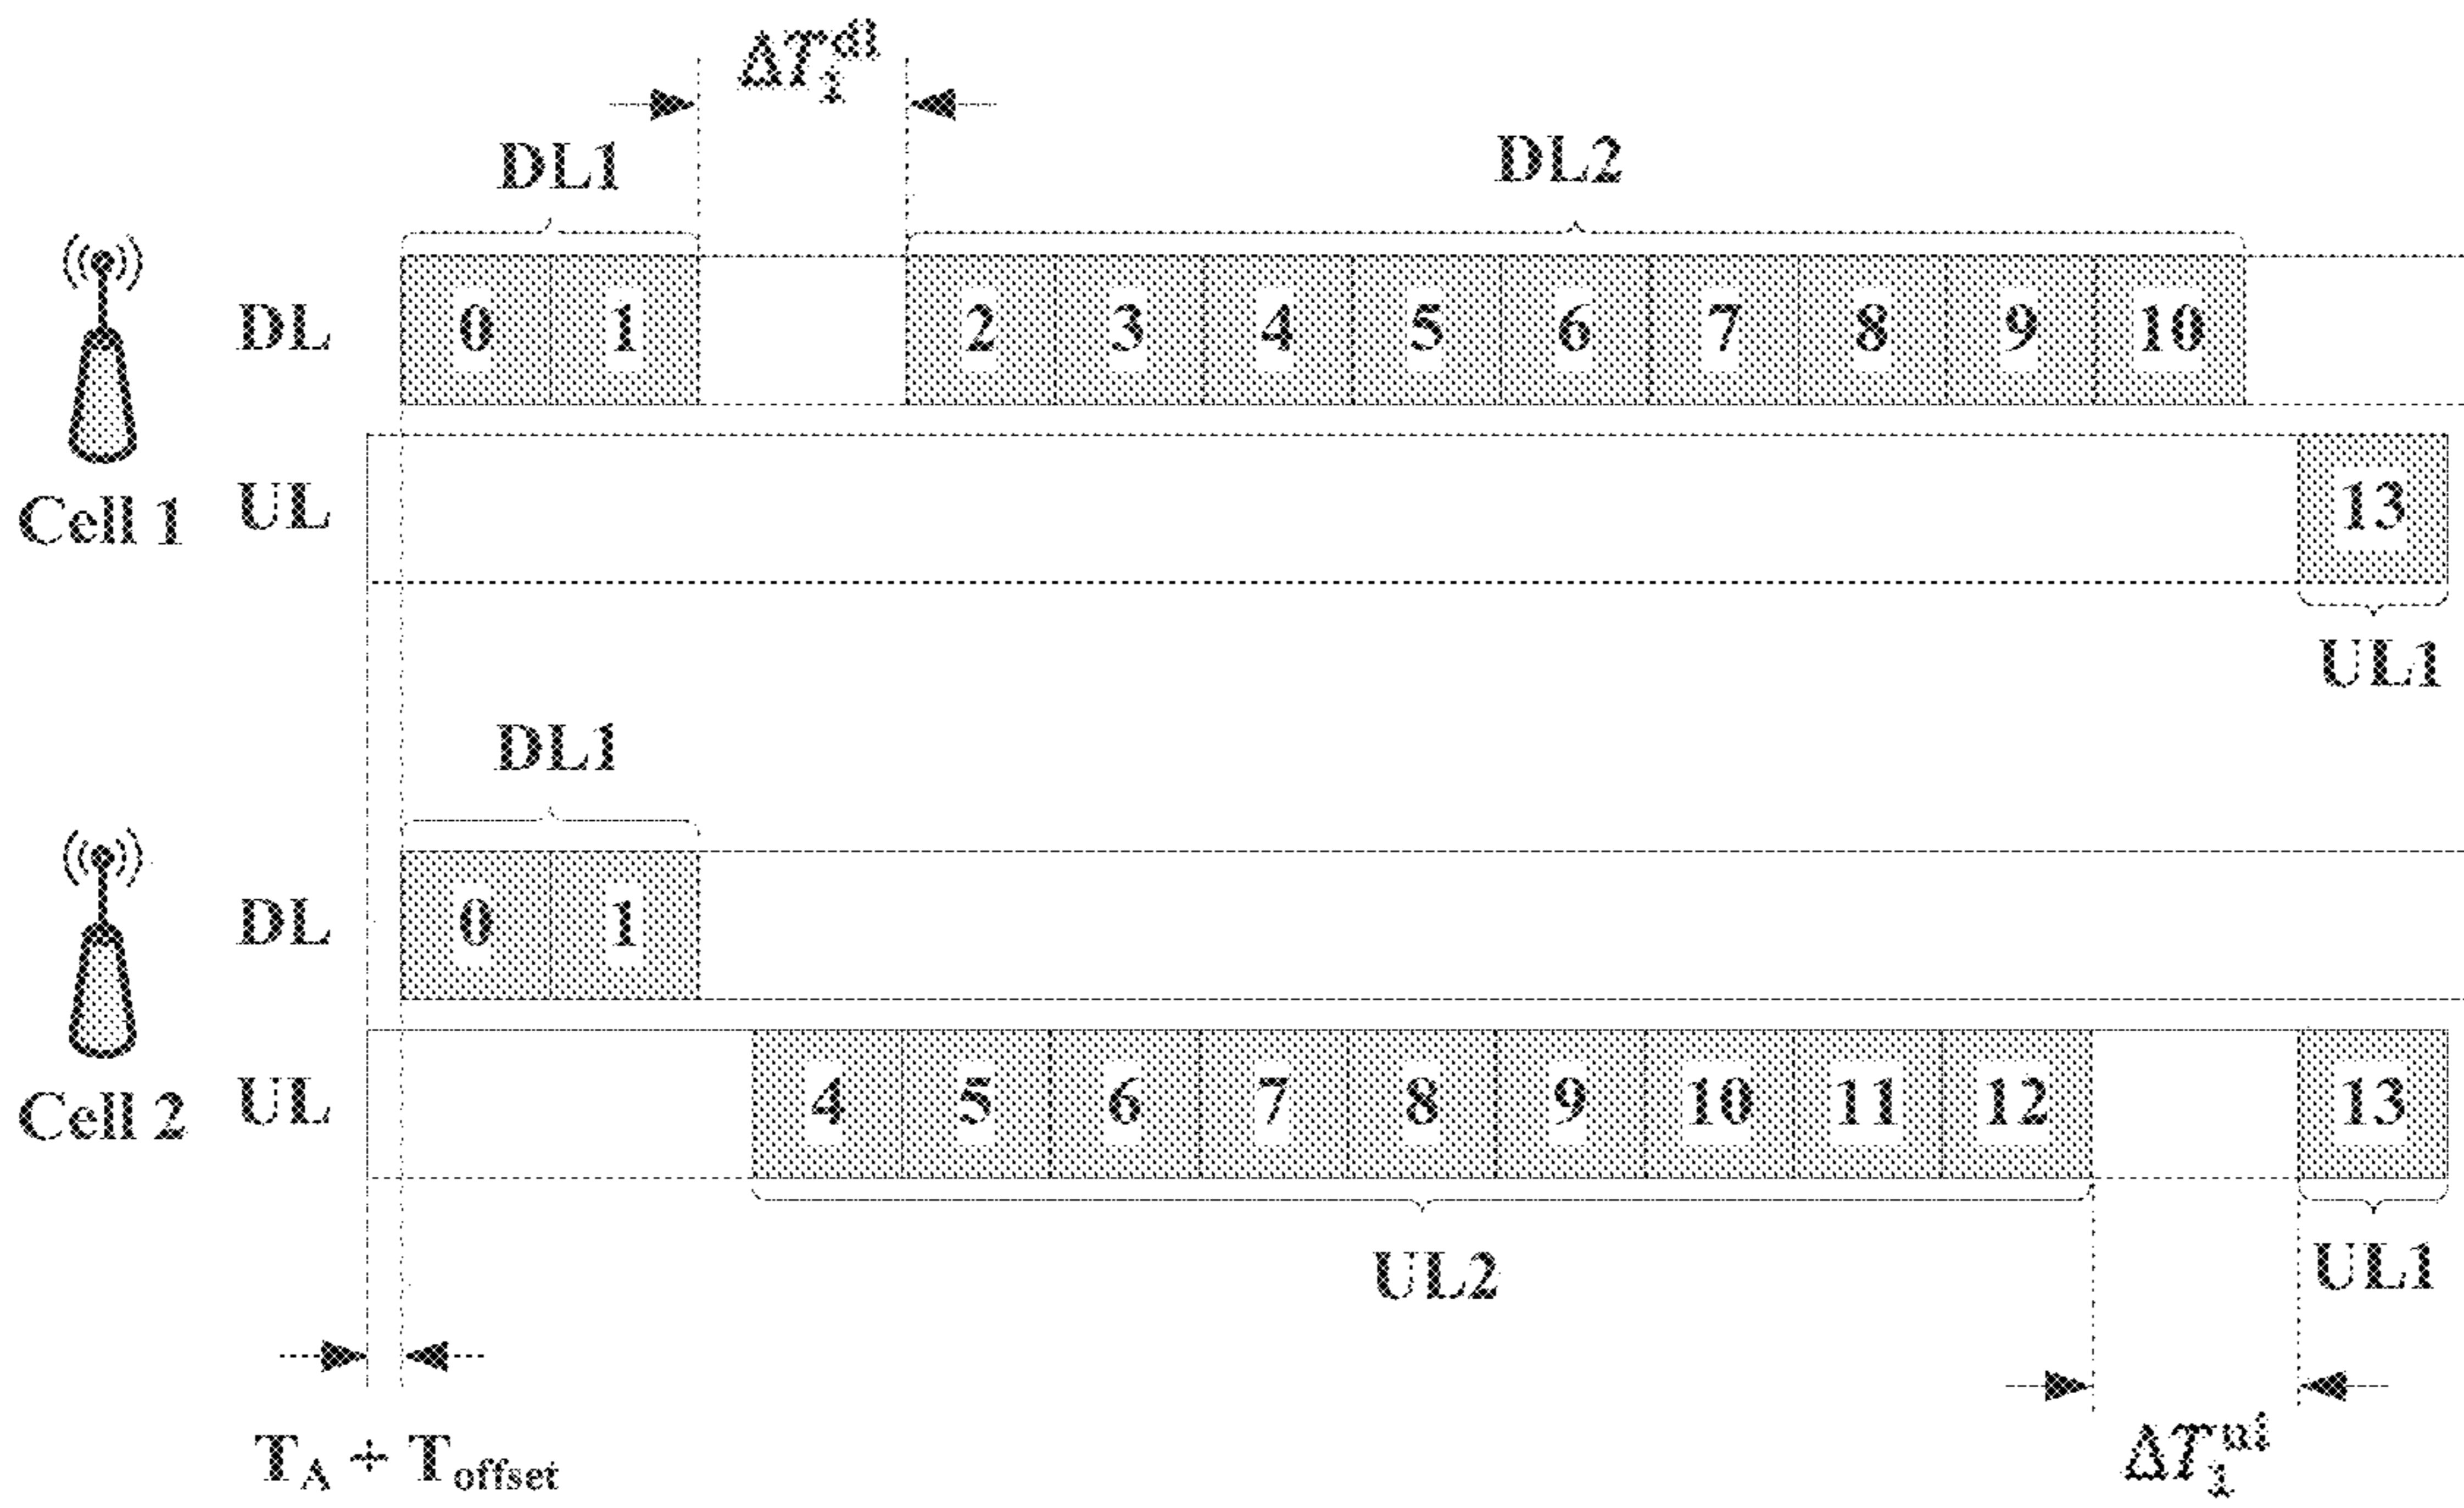 ΔT₁ᵈˡ
DL1
DL2
DL 0 1 2 3 4 5 6 7 8 9 10
Cell 1
UL 13
UL1
DL1
DL 0 1
Cell 2
UL 4 5 6 7 8 9 10 11 12 13
UL2
UL1
T_A + T_offset
ΔT₁ᵘˡ